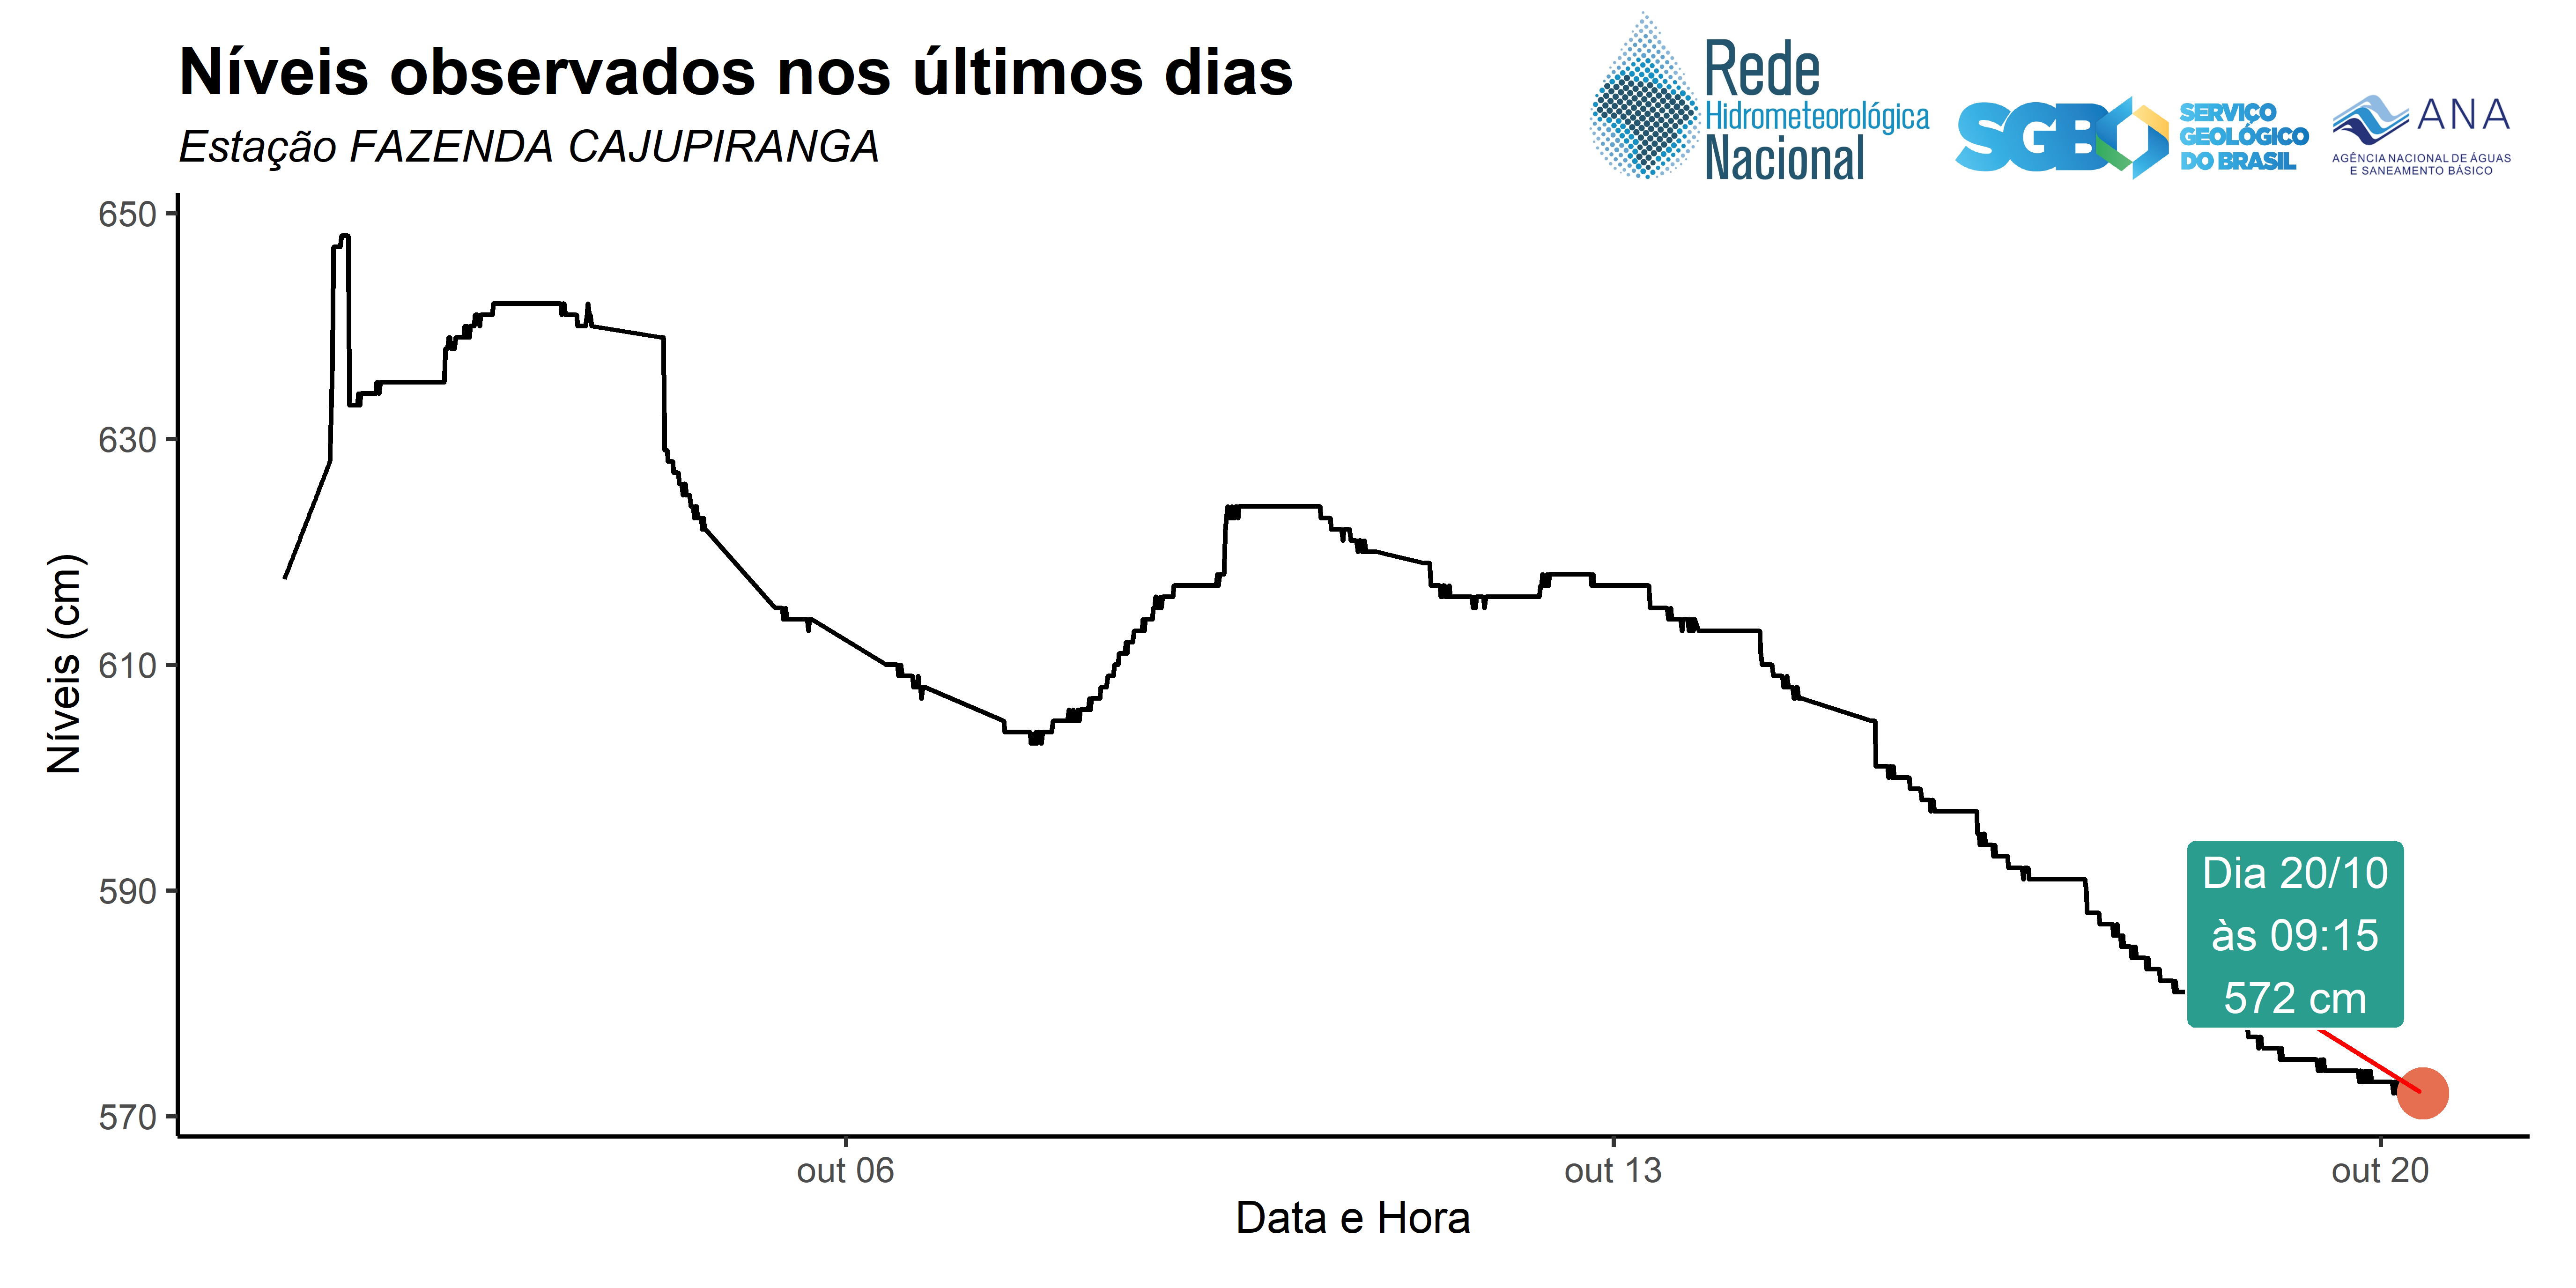 Níveis observados nos últimos dias
Estação FAZENDA CAJUPIRANGA
Rede
Hidrometeorológica
Nacional
SGB
SERVIÇO
GEOLÓGICO
DO BRASIL
ANA
AGÊNCIA NACIONAL DE ÁGUAS
E SANEAMENTO BÁSICO
Níveis (cm)
650
630
610
590
570
Dia 20/10
às 09:15
572 cm
out 06
out 13
out 20
Data e Hora